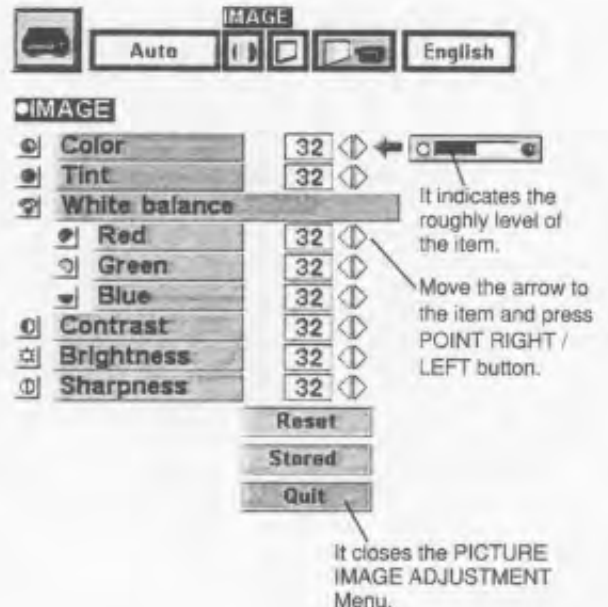 IMAGE
Auto
English
IMAGE
Color 32
Tint 32
White balance
Red 32
Green 32
Blue 32
Contrast 32
Brightness 32
Sharpness 32
Reset
Stored
Quit
It indicates the
roughly level of
the item.
Move the arrow to
the item and press
POINT RIGHT /
LEFT button.
It closes the PICTURE
IMAGE ADJUSTMENT
Menu.